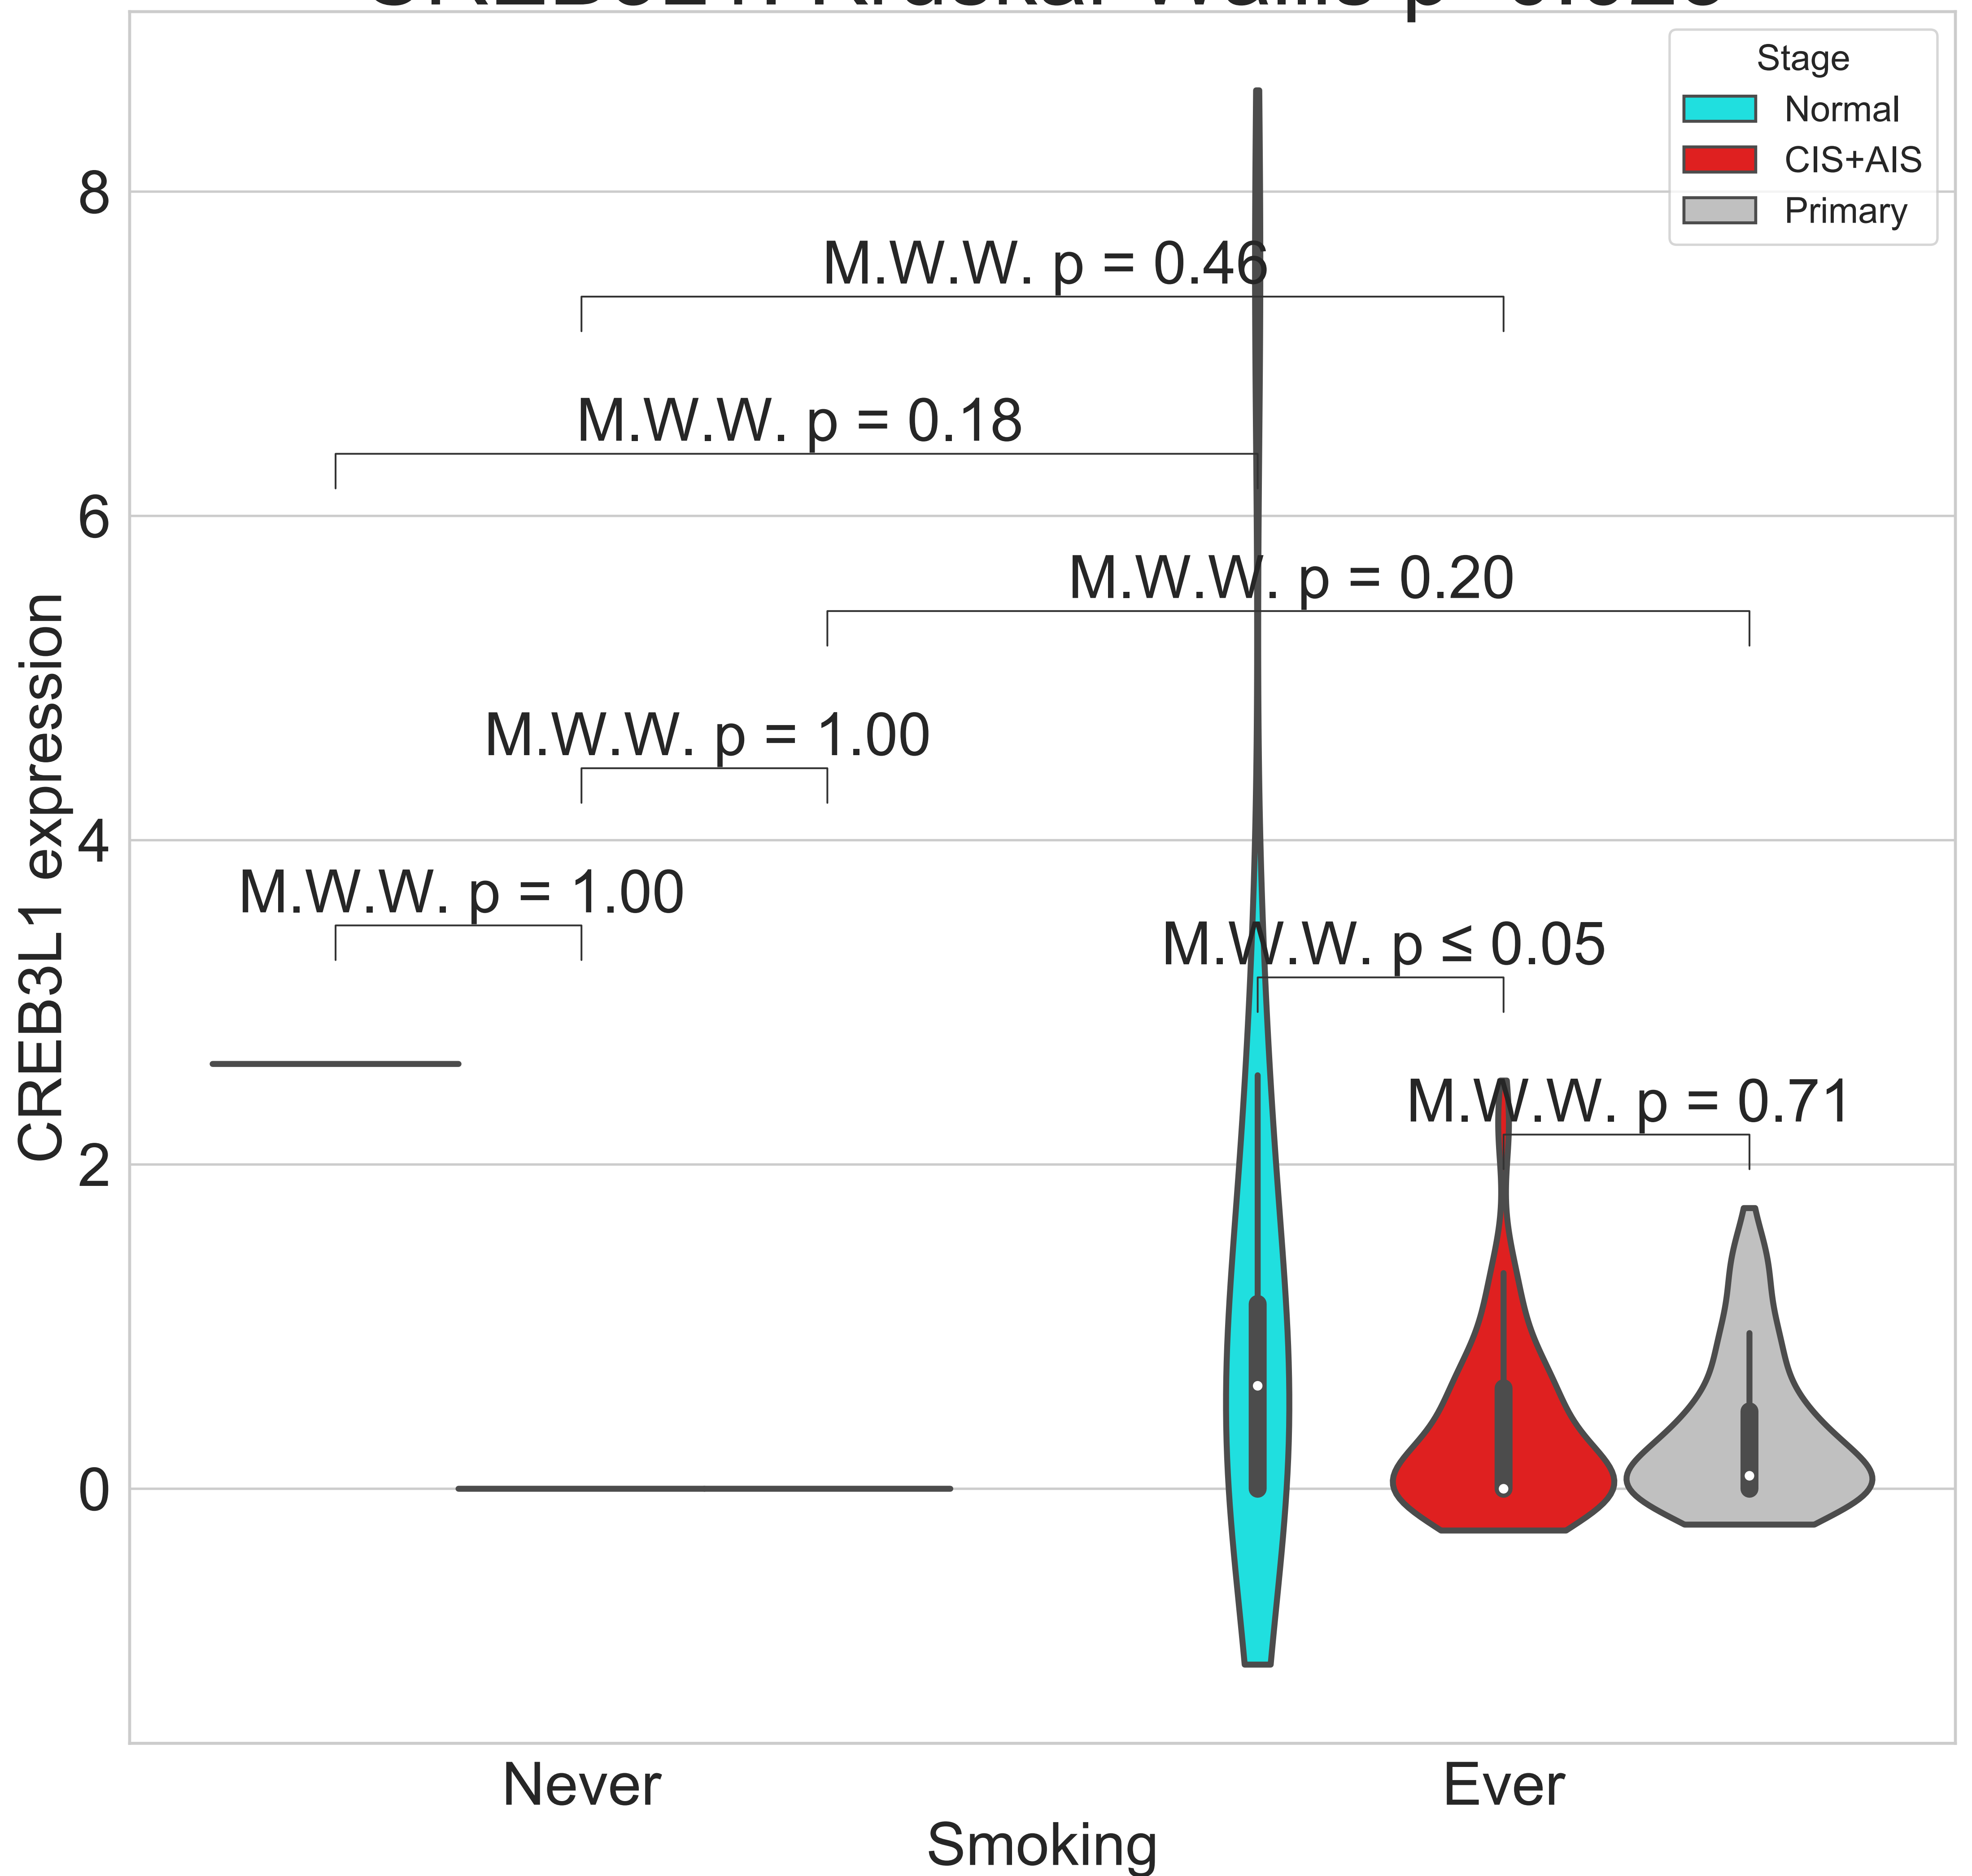 Stage
Normal
CIS+AIS
Primary
8
M.W.W. p = 0.46
M.W.W. p = 0.18
6
M.W.W. p = 0.20
M.W.W. p = 1.00
4
M.W.W. p = 1.00
M.W.W. p ≤ 0.05
M.W.W. p = 0.71
2
0
CREB3L1 expression
Never
Ever
Smoking